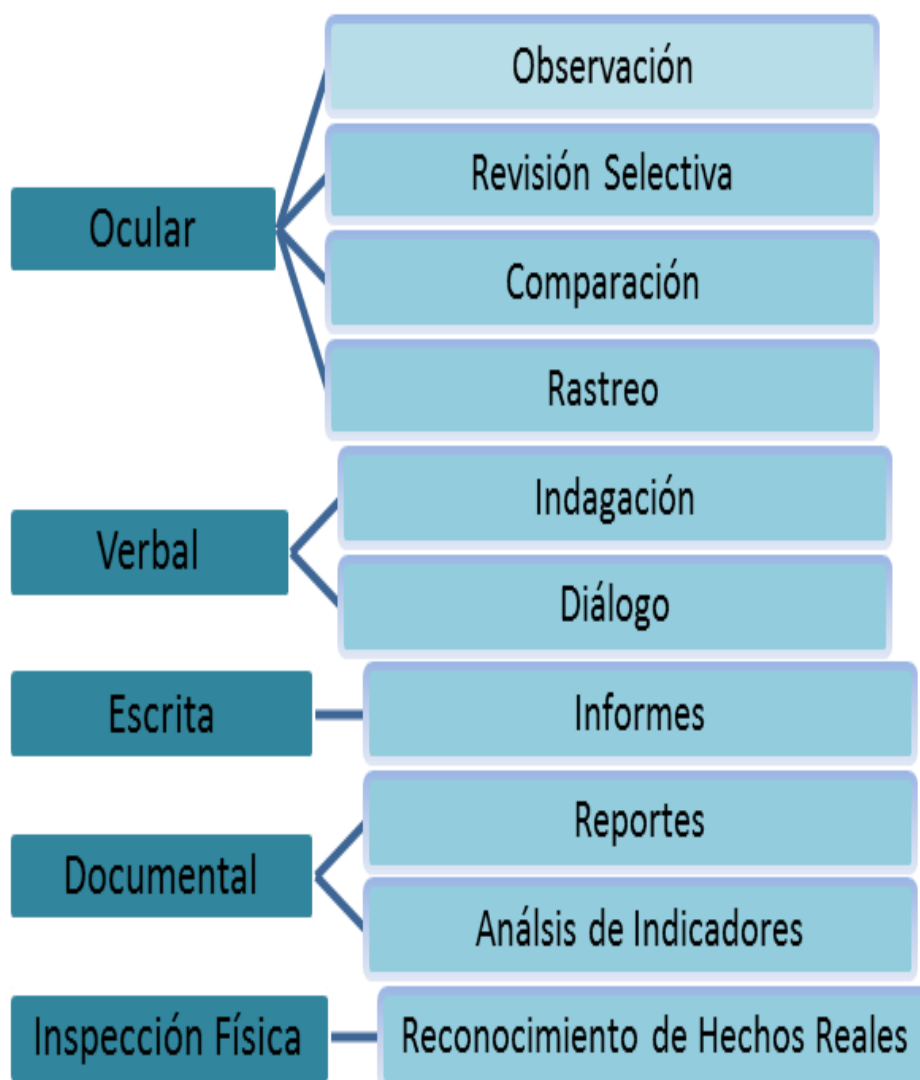 Ocular
Observación
Revisión Selectiva
Comparación
Rastreo
Verbal
Indagación
Diálogo
Escrita
Informes
Documental
Reportes
Análsis de Indicadores
Inspección Física
Reconocimiento de Hechos Reales